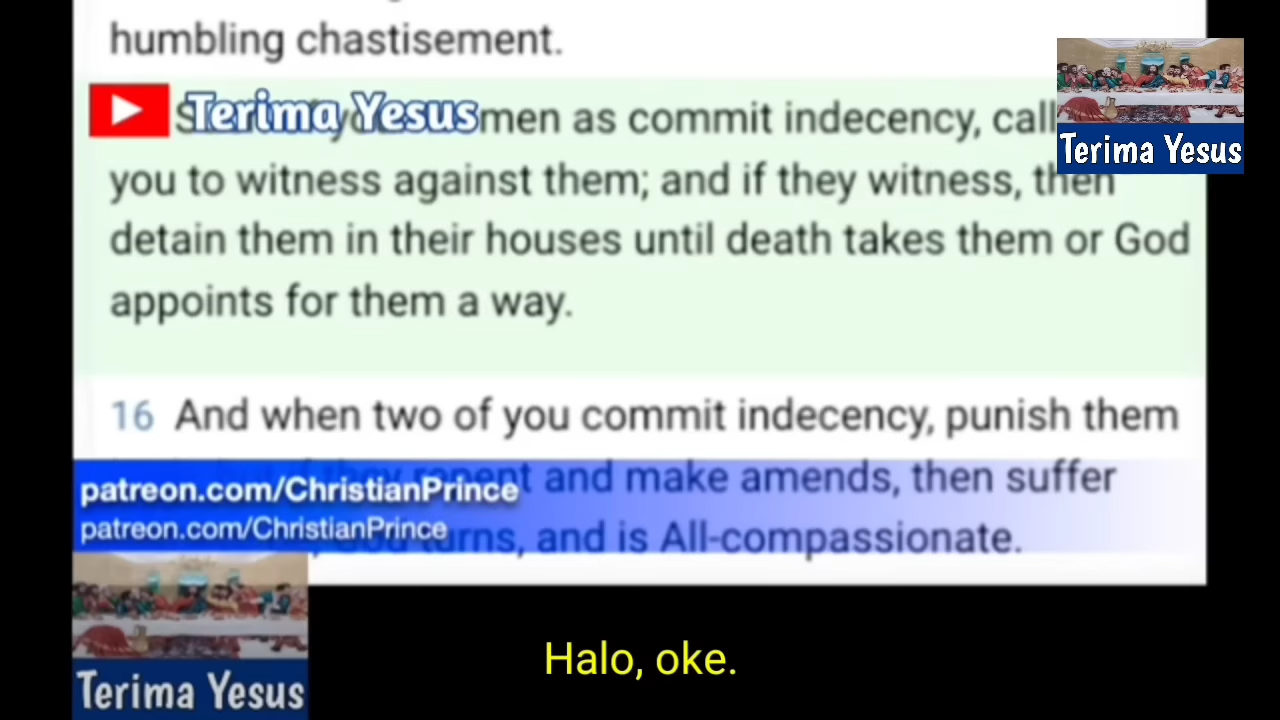 humbling chastisement.
Terima Yesus
men as commit indecency, call
Terima Yesus
you to witness against them; and if they witness, then
detain them in their houses until death takes them or God
appoints for them a way.
16 And when two of you commit indecency, punish them
repent and make amends, then suffer
patreon.com/ChristianPrince
patreon.com/ChristianPrince
turns, and is All-compassionate.
Terima Yesus
Halo, oke.